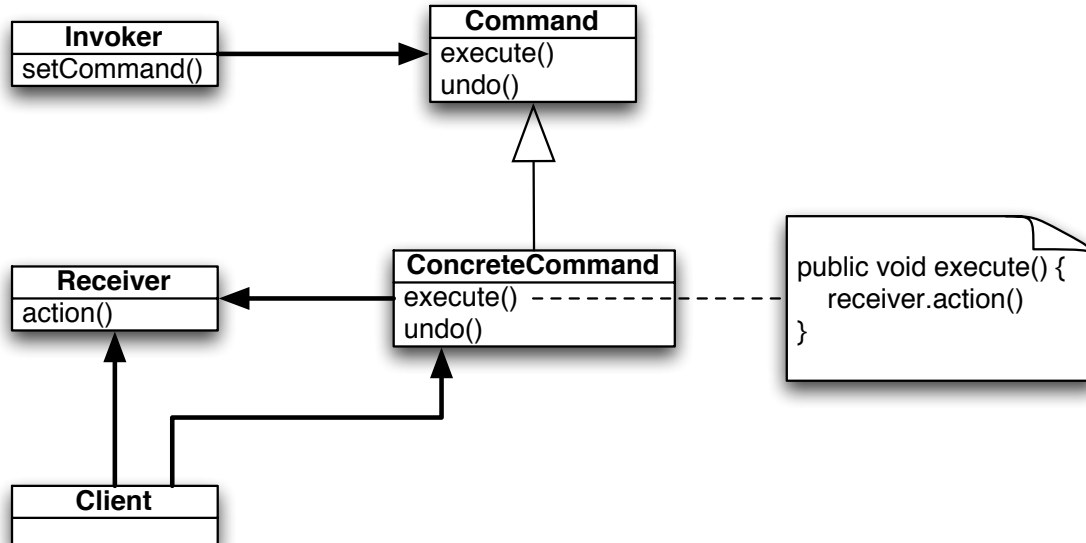 Invoker
setCommand()
Command
execute()
undo()
Receiver
action()
ConcreteCommand
execute()
undo()
public void execute() {
receiver.action()
}
Client